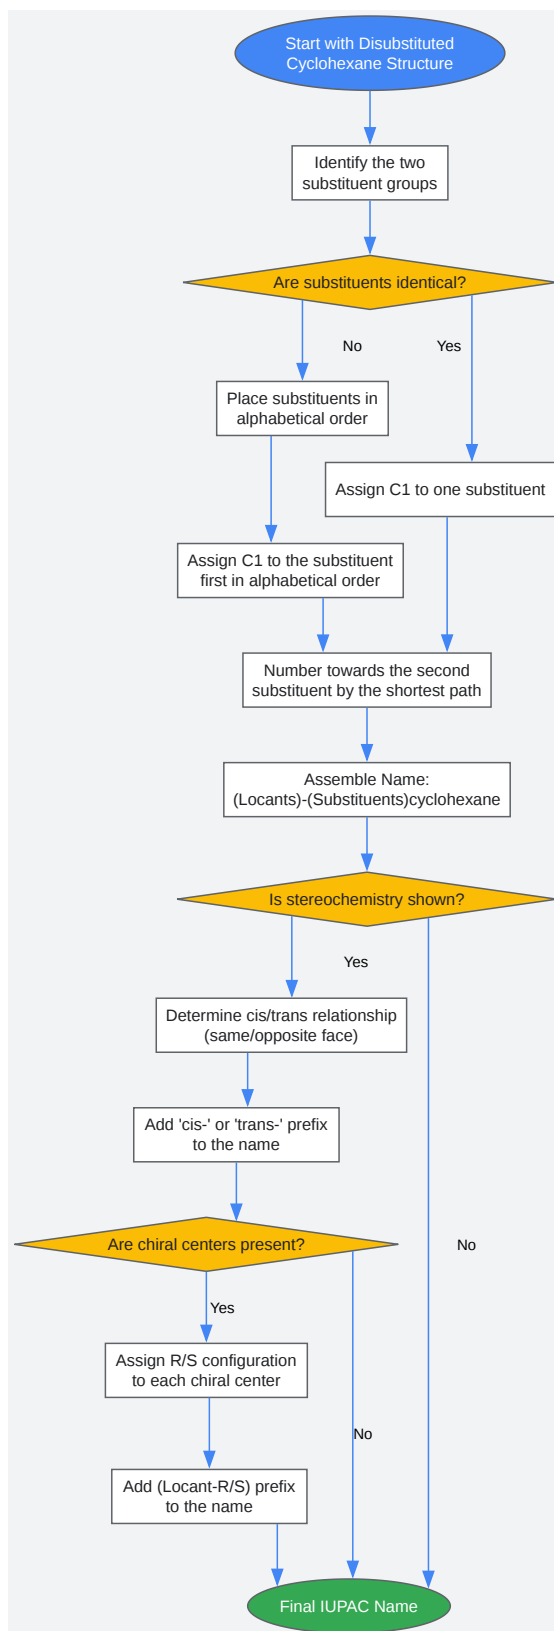 Start with Disubstituted
Cyclohexane Structure
Identify the two
substituent groups
Are substituents identical?
No
Yes
Place substituents in
alphabetical order
Assign C1 to one substituent
Assign C1 to the substituent
first in alphabetical order
Number towards the second
substituent by the shortest path
Assemble Name:
(Locants)-(Substituents)cyclohexane
Is stereochemistry shown?
Yes
Determine cis/trans relationship
(same/opposite face)
Add 'cis-' or 'trans-' prefix
to the name
Are chiral centers present?
No
Yes
Assign R/S configuration
to each chiral center
No
Add (Locant-R/S) prefix
to the name
Final IUPAC Name